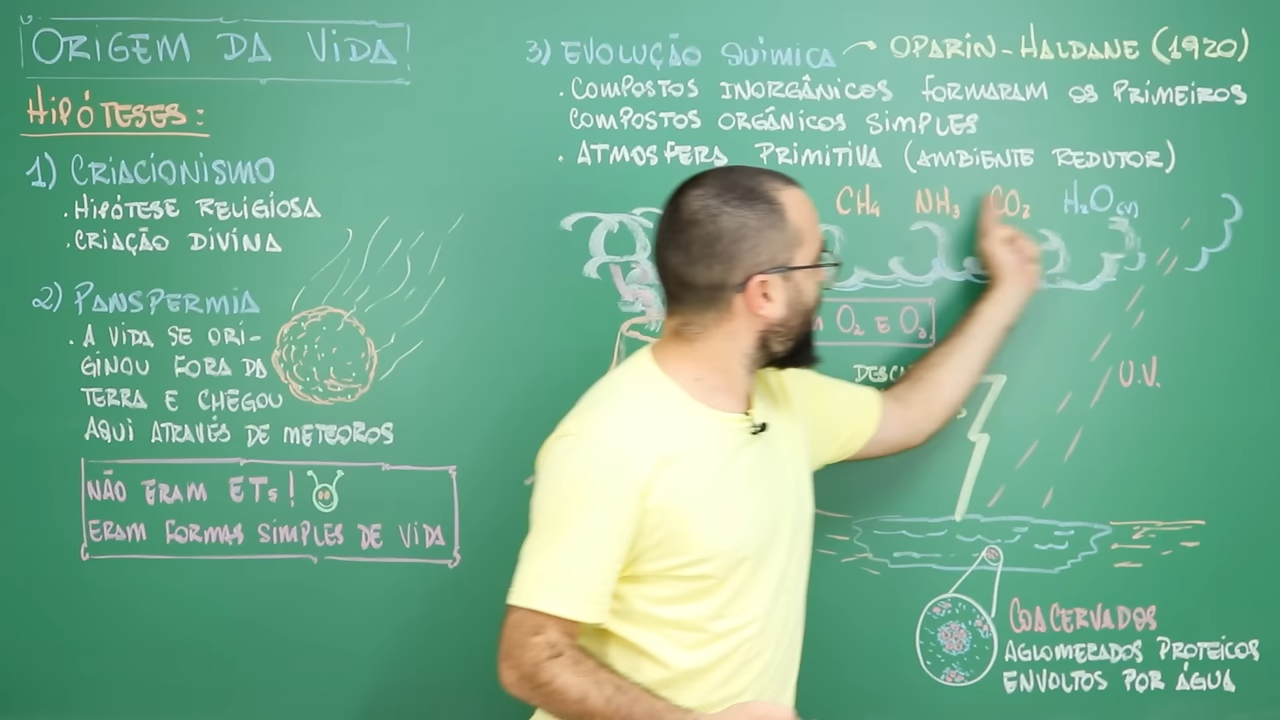 ORIGEM DA VIDA
HIPÓTESES:
1) CRIACIONISMO
. HIPÓTESE RELIGIOSA
. CRIAÇÃO DIVINA
2) PANSPERMIA
. A VIDA SE ORI-
GINOU FORA DA
TERRA E CHEGOU
AQUI ATRAVÉS DE METEOROS
NÃO ERAM ETs!
ERAM FORMAS SIMPLES DE VIDA
3) EVOLUÇÃO QUÍMICA OPARIN-HALDANE (1920)
. COMPOSTOS INORGÂNICOS FORMARAM OS PRIMEIROS
COMPOSTOS ORGÂNICOS SIMPLES
. ATMOSFERA PRIMITIVA (AMBIENTE REDUTOR)
CH₄ NH₃ CO₂ H₂O(v)
O₂ E O₃
U.V.
COACERVADOS
AGLOMERADOS PROTEICOS
ENVOLTOS POR ÁGUA